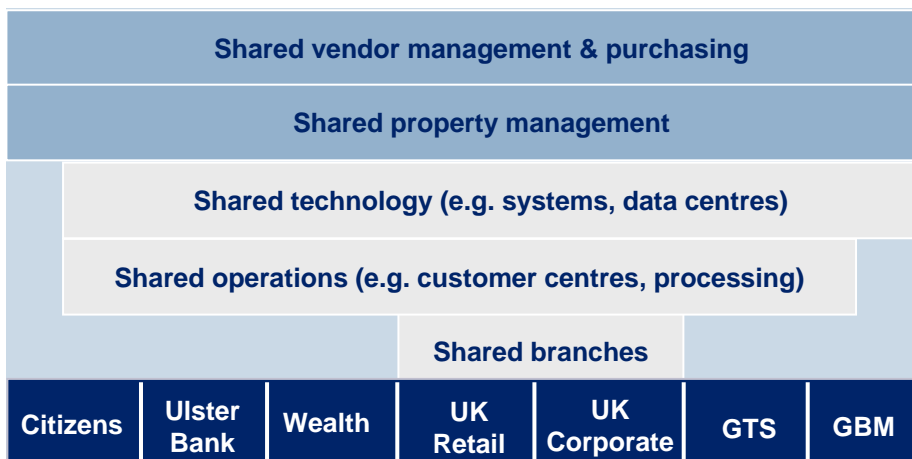 Shared vendor management & purchasing
Shared property management
Shared technology (e.g. systems, data centres)
Shared operations (e.g. customer centres, processing)
Shared branches
Citizens
Ulster
Bank
Wealth
UK
Retail
UK
Corporate
GTS
GBM